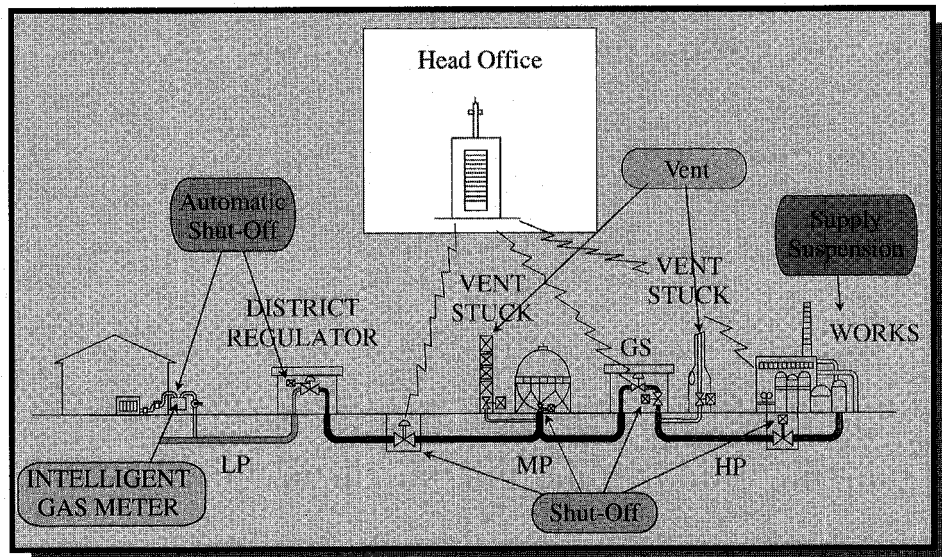 Head Office
Vent
Automatic
Shut-Off
Supply
Suspension
VENT
STUCK
VENT
STUCK
DISTRICT
REGULATOR
GS
WORKS
LP
MP
HP
INTELLIGENT
GAS METER
Shut-Off